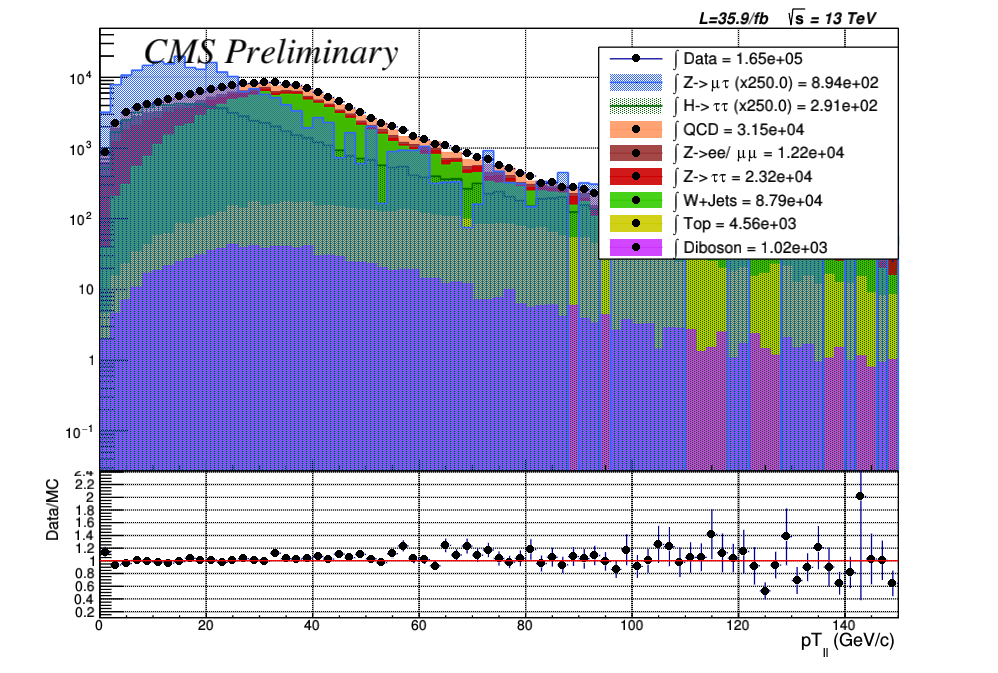 L=35.9/fb √s = 13 TeV
CMS Preliminary
∫ Data = 1.65e+05
∫ Z->μτ (x250.0) = 8.94e+02
∫ H->ττ (x250.0) = 2.91e+02
∫ QCD = 3.15e+04
∫ Z->ee/ μμ = 1.22e+04
∫ Z->ττ = 2.32e+04
∫ W+Jets = 8.79e+04
∫ Top = 4.56e+03
∫ Diboson = 1.02e+03
10⁴
10³
10²
10
1
10⁻¹
Data/MC
2.4
2.2
2
1.8
1.6
1.4
1.2
1
0.8
0.6
0.4
0.2
0 20 40 60 80 100 120 140
pT_ll (GeV/c)